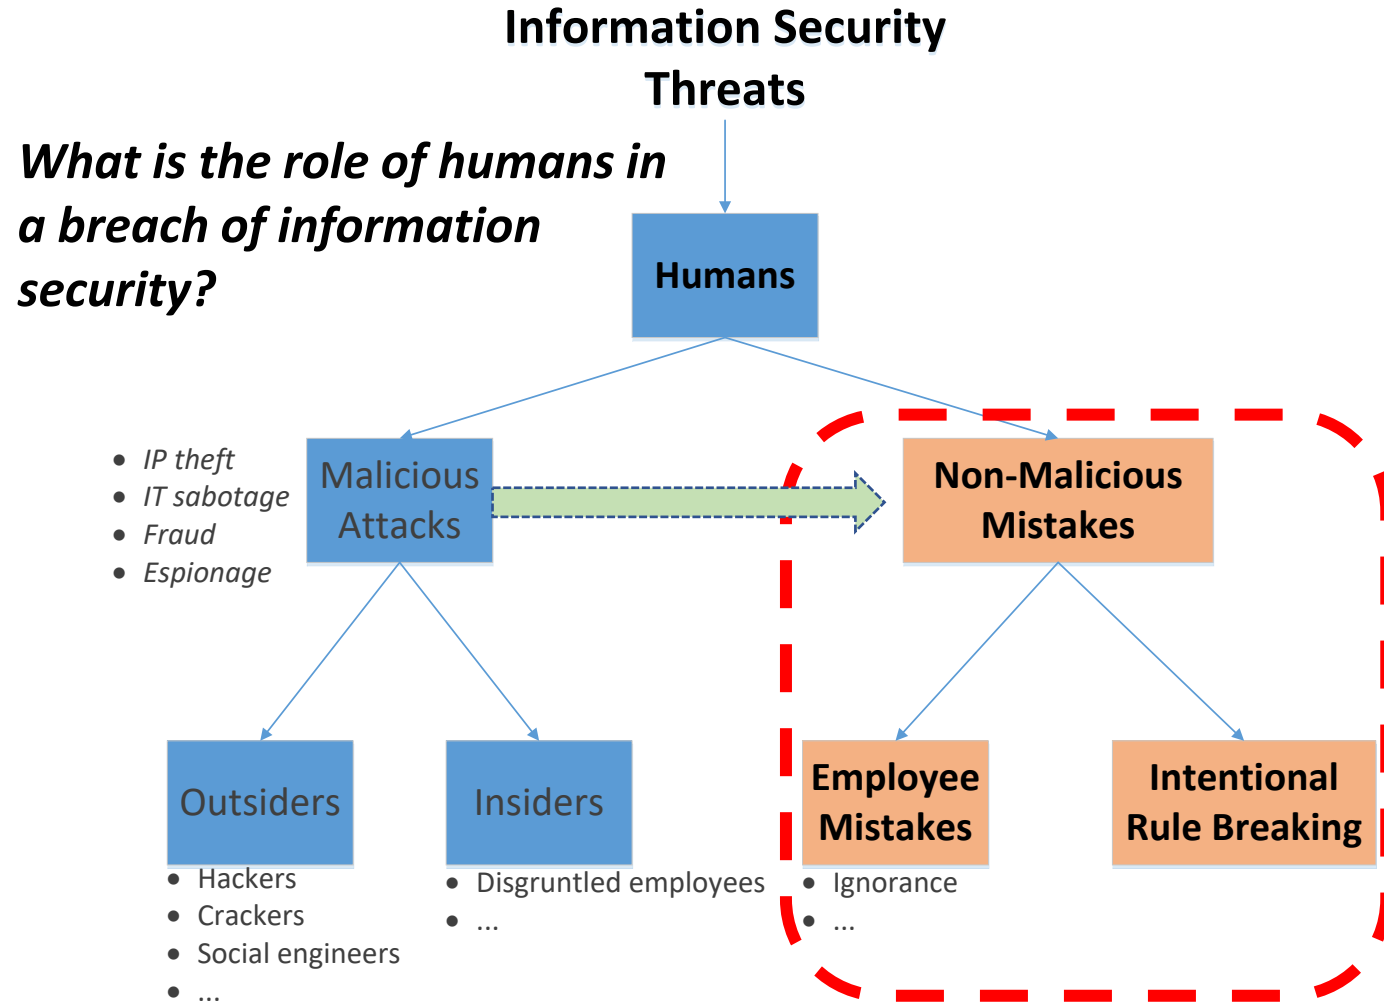 Information Security
Threats
What is the role of humans in
a breach of information
security?
Humans
• IP theft
• IT sabotage
• Fraud
• Espionage
Malicious
Attacks
Non-Malicious
Mistakes
Outsiders
Insiders
Employee
Mistakes
Intentional
Rule Breaking
• Hackers
• Crackers
• Social engineers
• ...
• Disgruntled employees
• ...
• Ignorance
• ...